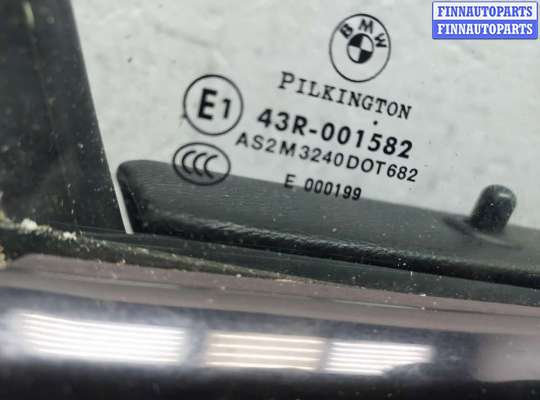 FINNAUTOPARTS
FINNAUTOPARTS
BMW
PILKINGTON
E1 43R-001582
AS2M3240DOT682
CCC
E 000199